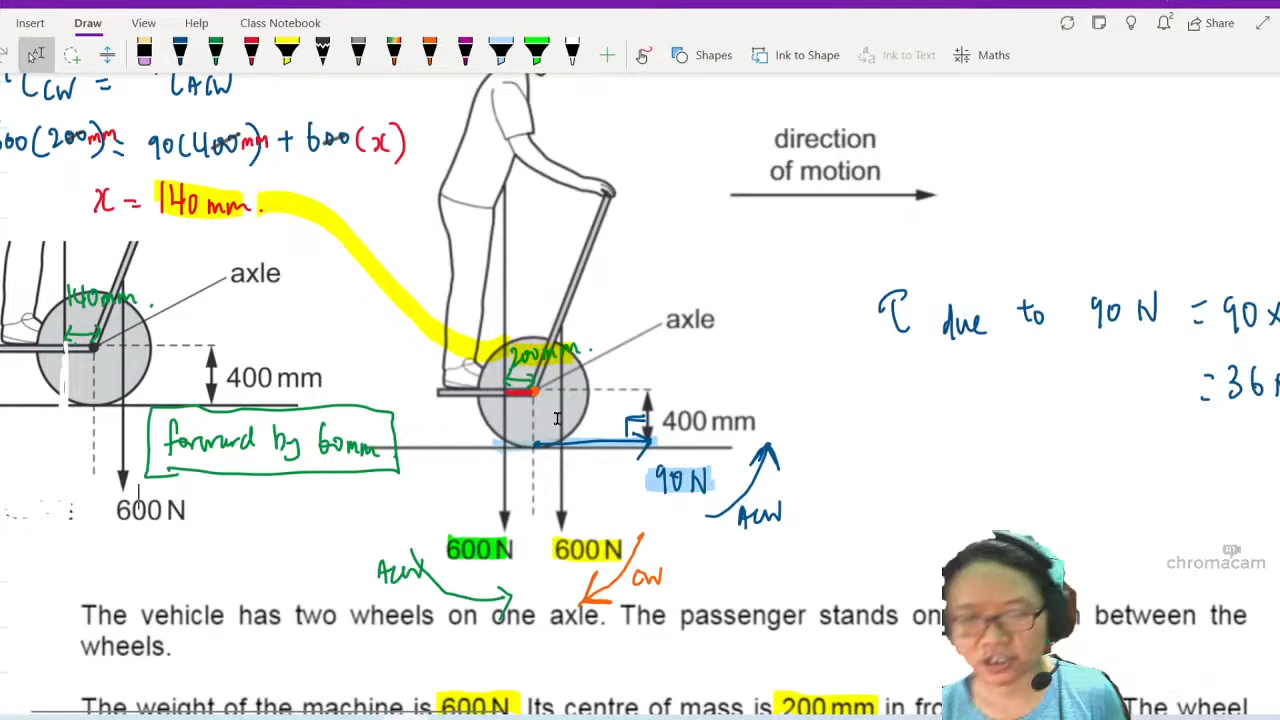 Insert Draw View Help Class Notebook Share
Shapes Ink to Shape Ink to Text Maths
τCW = τACW
600(200mm) = 90(400mm) + 600(x)
x = 140 mm.
direction
of motion
axle
140mm.
400 mm
forward by 60mm
600 N
axle
200mm.
400 mm
90 N
ACW
600 N
600 N
ACW
CW
τ due to 90 N = 90 x
= 36
chromacam
The vehicle has two wheels on one axle. The passenger stands on between the
wheels.
The weight of the machine is 600 N Its centre of mass is 200 mm in The wheel